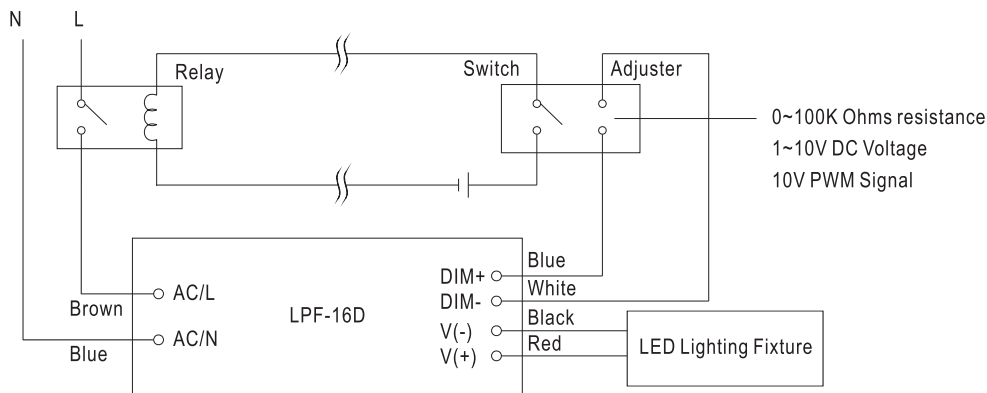 N
L
Relay
Switch
Adjuster
0~100K Ohms resistance
1~10V DC Voltage
10V PWM Signal
Blue
DIM+
White
DIM-
AC/L
Brown
LPF-16D
Black
V(-)
AC/N
Blue
Red
V(+)
LED Lighting Fixture